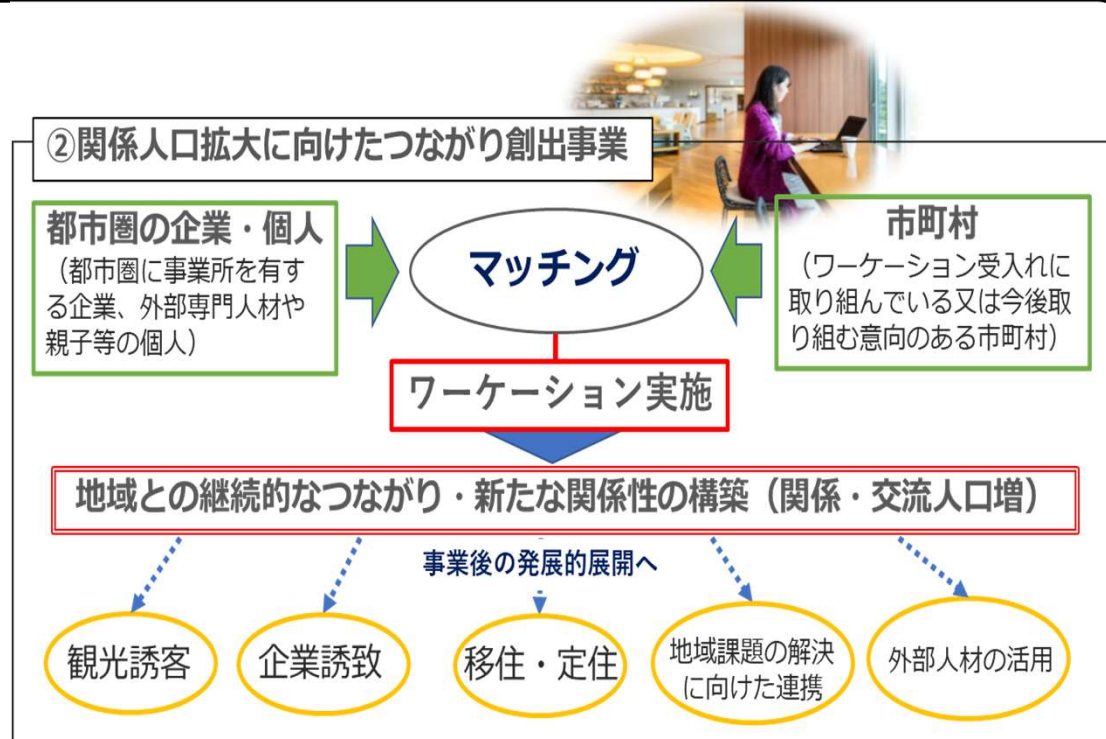 ②関係人口拡大に向けたつながり創出事業
都市圏の企業・個人
（都市圏に事業所を有す
る企業、外部専門人材や
親子等の個人）
マッチング
市町村
（ワーケーション受入れに
取り組んでいる又は今後取
り組む意向のある市町村）
ワーケーション実施
地域との継続的なつながり・新たな関係性の構築（関係・交流人口増）
事業後の発展的展開へ
観光誘客
企業誘致
移住・定住
地域課題の解決
に向けた連携
外部人材の活用